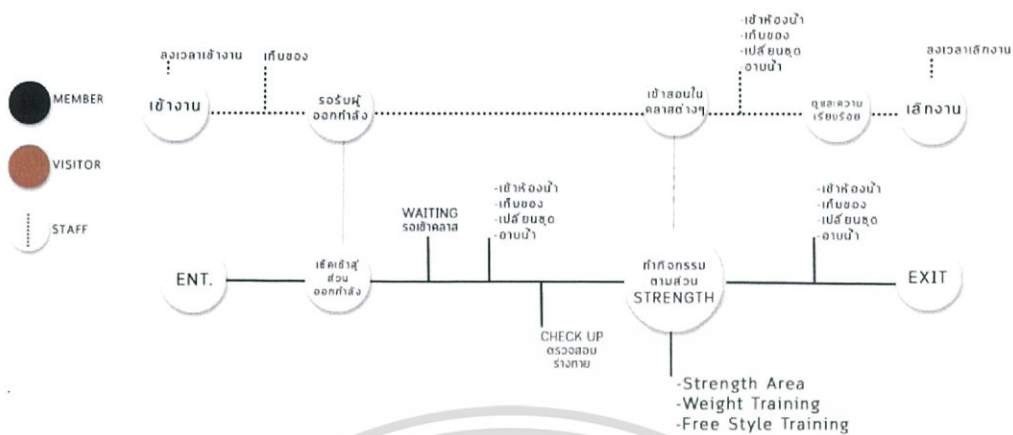 MEMBER
VISITOR
STAFF
ลงเวลาเข้างาน
เก็บของ
เข้างาน
รอรับผู้
ออกกำลัง
เข้าสอนใน
คลาสต่างๆ
-เข้าห้องน้ำ
-เก็บของ
-เปลี่ยนชุด
-อาบน้ำ
ดูแลความ
เรียบร้อย
ลงเวลาเลิกงาน
เลิกงาน
ENT.
เช็คเข้าสู่
ส่วน
ออกกำลัง
WAITING
รอเข้าคลาส
-เข้าห้องน้ำ
-เก็บของ
-เปลี่ยนชุด
-อาบน้ำ
CHECK UP
ตรวจสอบ
ร่างกาย
ทำกิจกรรม
ตามส่วน
STRENGTH
-Strength Area
-Weight Training
-Free Style Training
-เข้าห้องน้ำ
-เก็บของ
-เปลี่ยนชุด
-อาบน้ำ
EXIT